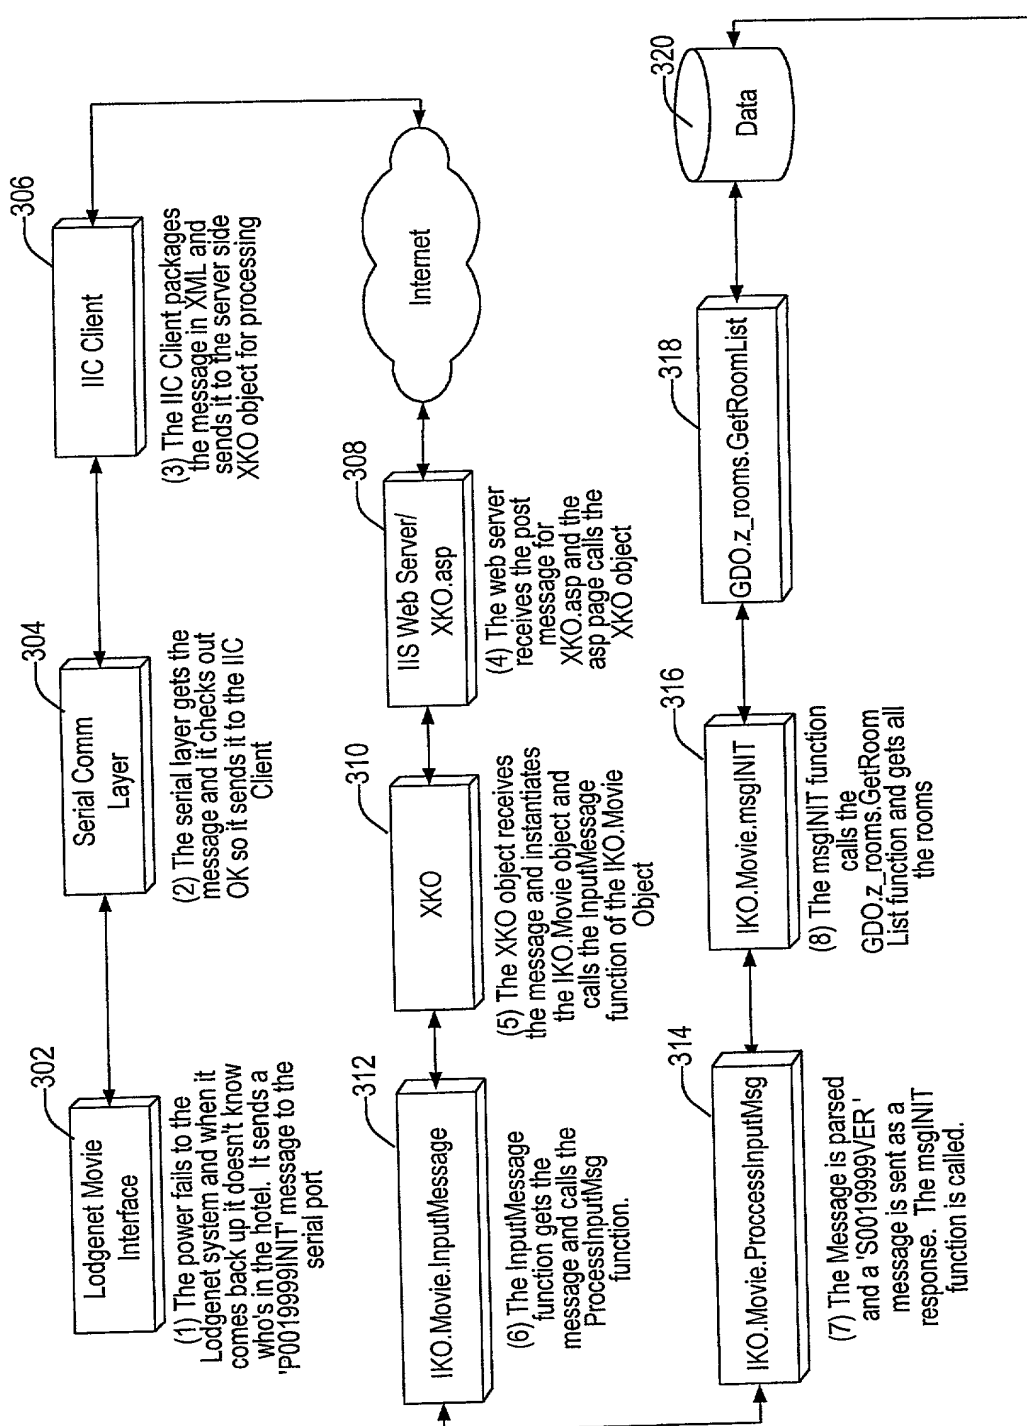 302
Lodgenet Movie
Interface
(1) The power fails to the
Lodgenet system and when it
comes back up it doesn't know
who's in the hotel. It sends a
'P0019999INIT' message to the
serial port
304
Serial Comm
Layer
(2) The serial layer gets the
message and it checks out
OK so it sends it to the IIC
Client
306
IIC Client
(3) The IIC Client packages
the message in XML and
sends it to the server side
XKO object for processing
Internet
308
IIS Web Server/
XKO.asp
(4) The web server
receives the post
message for
XKO.asp and the
asp page calls the
XKO object
310
XKO
(5) The XKO object receives
the message and instantiates
the IKO.Movie object and
calls the InputMessage
function of the IKO.Movie
Object
312
IKO.Movie.InputMessage
(6) The InputMessage
function gets the
message and calls the
ProcessInputMsg
function.
314
IKO.Movie.ProccessInputMsg
(7) The Message is parsed
and a 'S0019999VER '
message is sent as a
response. The msgINIT
function is called.
316
IKO.Movie.msgINIT
(8) The msgINIT function
calls the
GDO.z_rooms.GetRoom
List function and gets all
the rooms
318
GDO.z_rooms.GetRoomList
320
Data